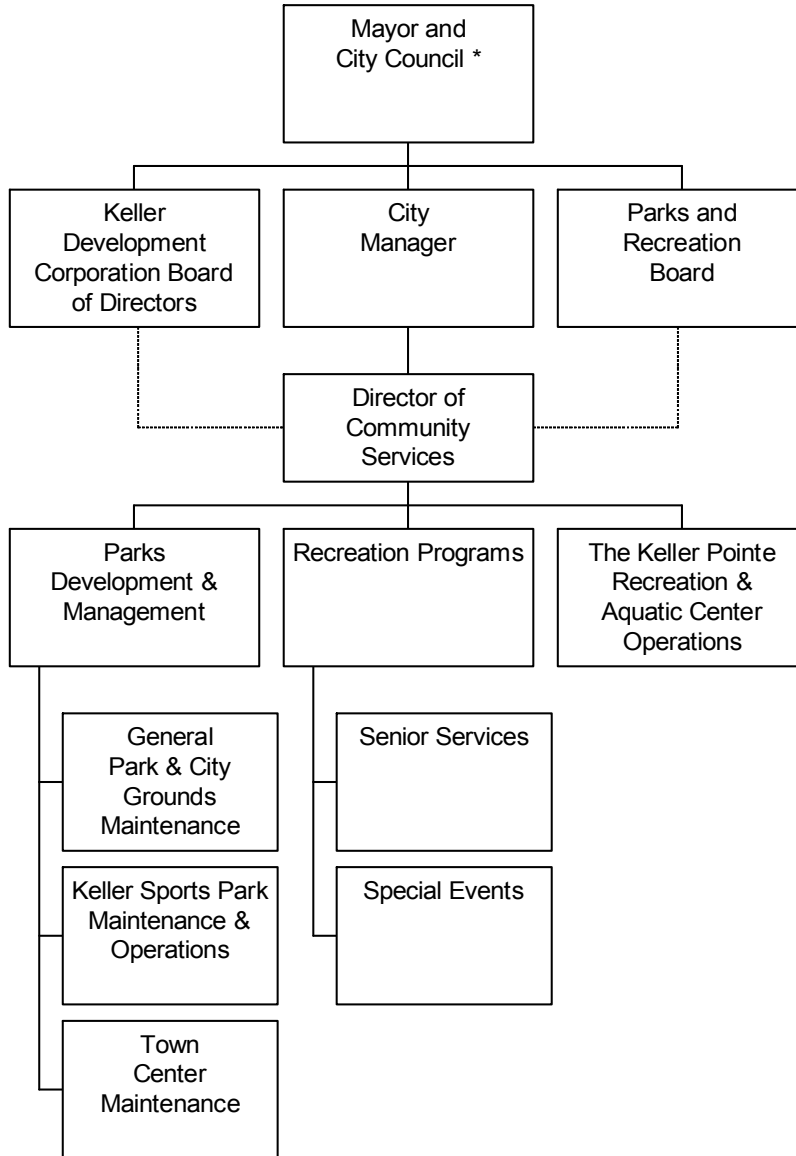 Mayor and
City Council *
Keller
Development
Corporation Board
of Directors
City
Manager
Parks and
Recreation
Board
Director of
Community
Services
Parks
Development &
Management
Recreation Programs
The Keller Pointe
Recreation &
Aquatic Center
Operations
General
Park & City
Grounds
Maintenance
Keller Sports Park
Maintenance &
Operations
Town
Center
Maintenance
Senior Services
Special Events